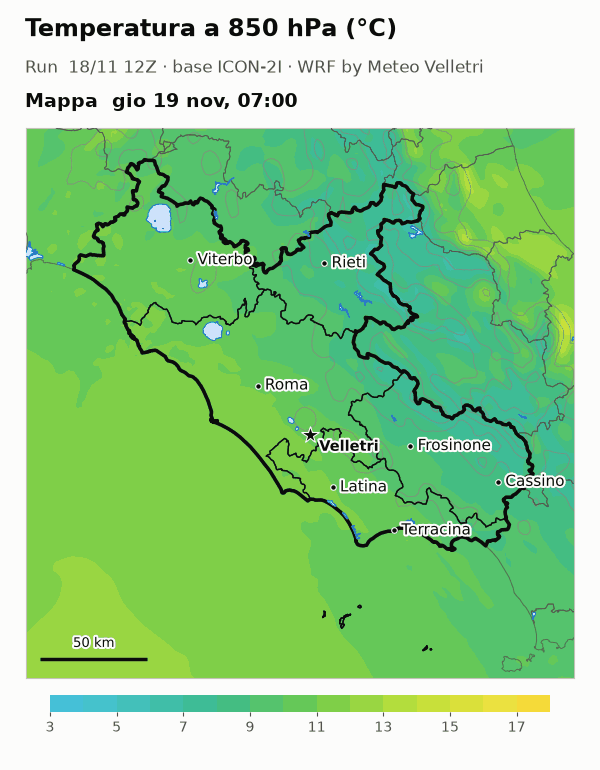 Temperatura a 850 hPa (°C)
Run  18/11 12Z · base ICON-2I · WRF by Meteo Velletri
Mappa  gio 19 nov, 07:00
Viterbo
Rieti
Roma
Velletri
Frosinone
Latina
Cassino
Terracina
50 km
3 5 7 9 11 13 15 17